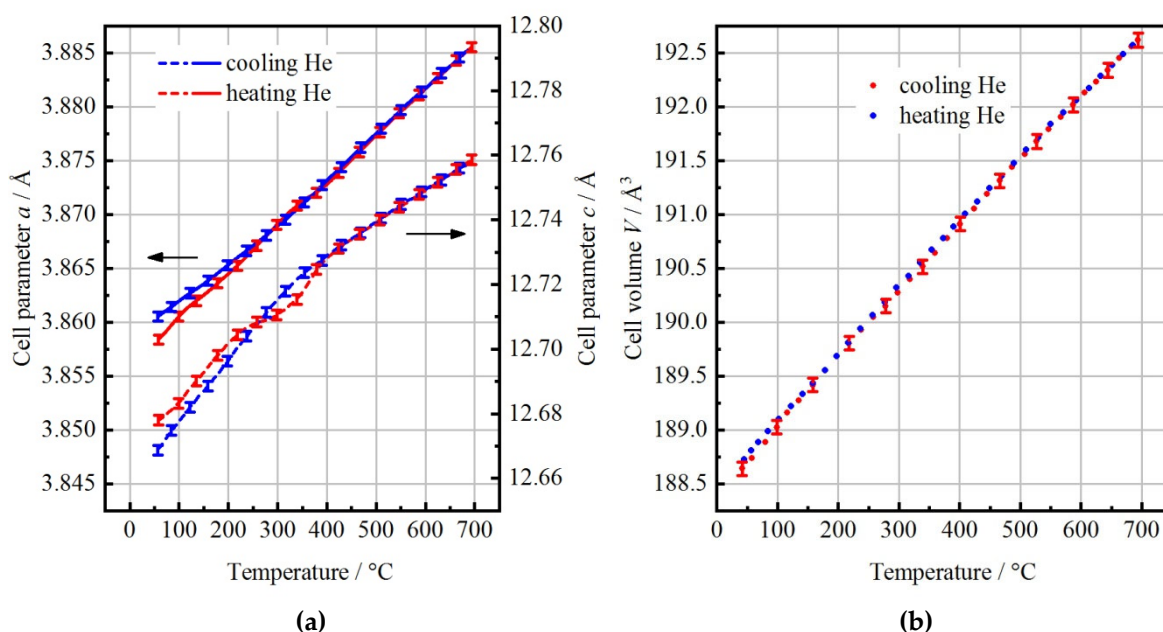 3.885
3.880
3.875
3.870
3.865
3.860
3.855
3.850
3.845
Cell parameter a / Å
cooling He
heating He
12.80
12.78
12.76
12.74
12.72
12.70
12.68
12.66
Cell parameter c / Å
0 100 200 300 400 500 600 700
Temperature / °C
(a)
192.5
192.0
191.5
191.0
190.5
190.0
189.5
189.0
188.5
Cell volume V / Å³
cooling He
heating He
0 100 200 300 400 500 600 700
Temperature / °C
(b)